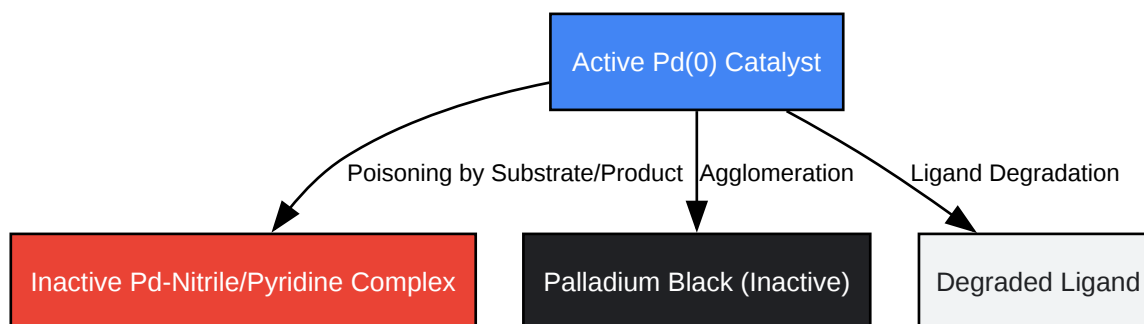 Active Pd(0) Catalyst
Poisoning by Substrate/Product
Agglomeration
Ligand Degradation
Inactive Pd-Nitrile/Pyridine Complex
Palladium Black (Inactive)
Degraded Ligand